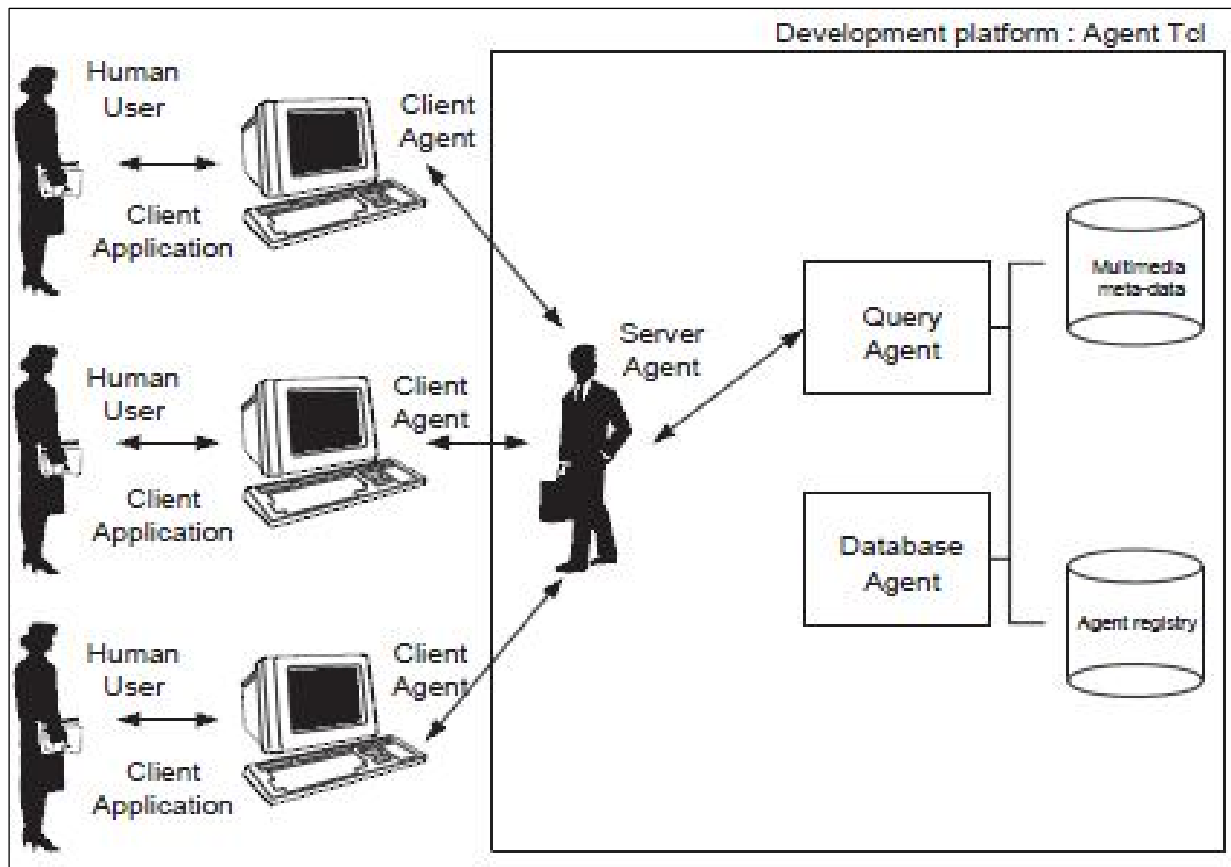 Development platform : Agent Tcl
Human
User
Client
Agent
Client
Application
Human
User
Client
Agent
Client
Application
Human
User
Client
Agent
Client
Application
Server
Agent
Query
Agent
Database
Agent
Multimedia
meta-data
Agent registry